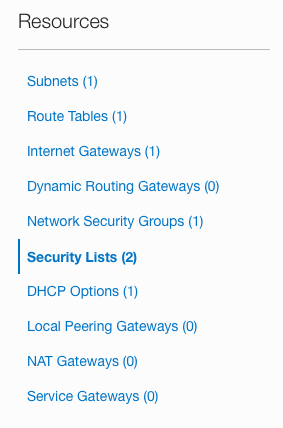 Resources
Subnets (1)
Route Tables (1)
Internet Gateways (1)
Dynamic Routing Gateways (0)
Network Security Groups (1)
Security Lists (2)
DHCP Options (1)
Local Peering Gateways (0)
NAT Gateways (0)
Service Gateways (0)